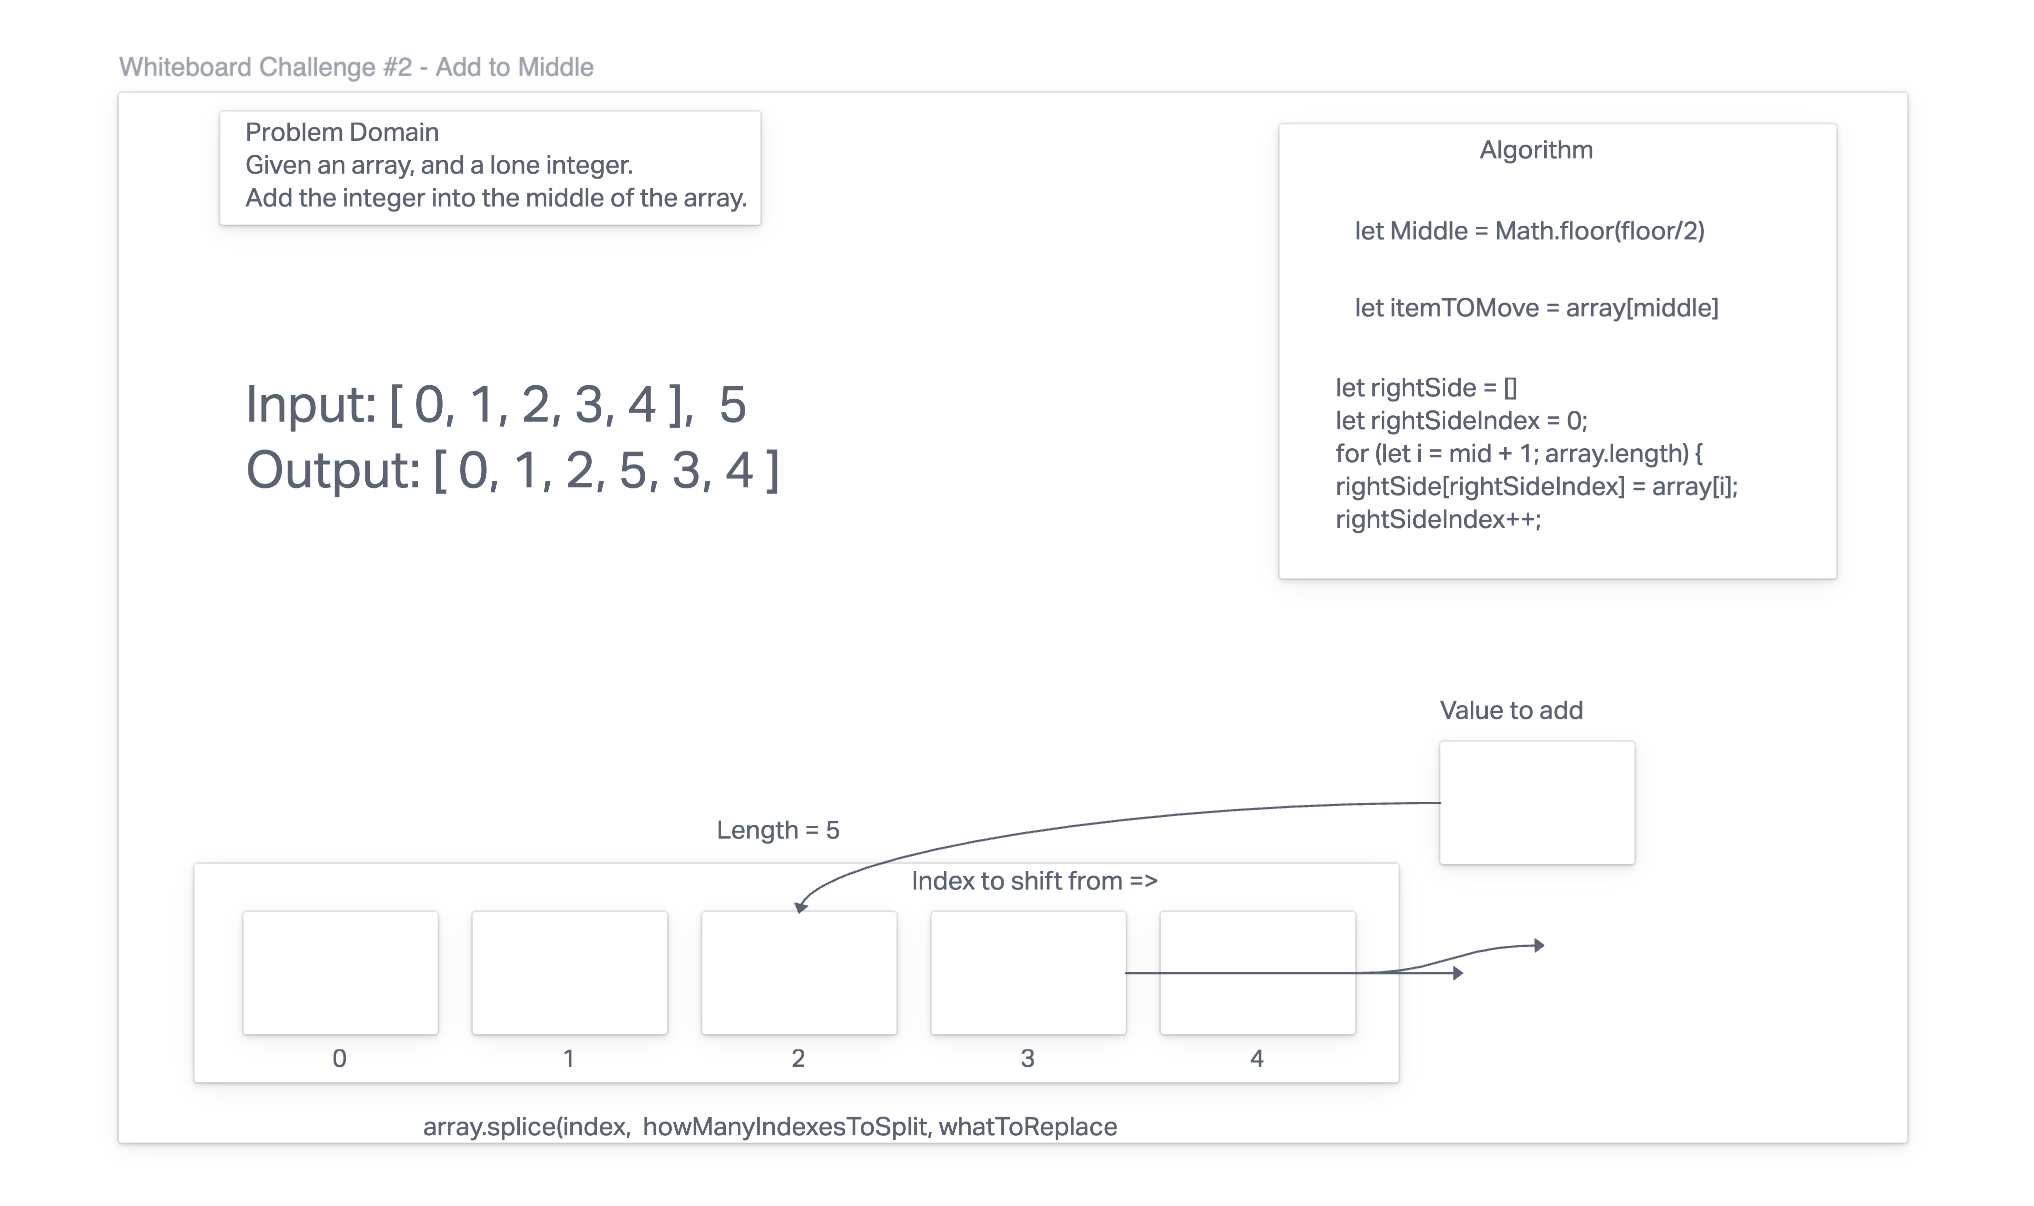 Whiteboard Challenge #2 - Add to Middle
Problem Domain
Given an array, and a lone integer.
Add the integer into the middle of the array.
Algorithm
let Middle = Math.floor(floor/2)
let itemTOMove = array[middle]
let rightSide = []
let rightSideIndex = 0;
for (let i = mid + 1; array.length) {
rightSide[rightSideIndex] = array[i];
rightSideIndex++;
Input: [ 0, 1, 2, 3, 4 ],  5
Output: [ 0, 1, 2, 5, 3, 4 ]
Value to add
Length = 5
Index to shift from =>
0
1
2
3
4
array.splice(index,  howManyIndexesToSplit, whatToReplace